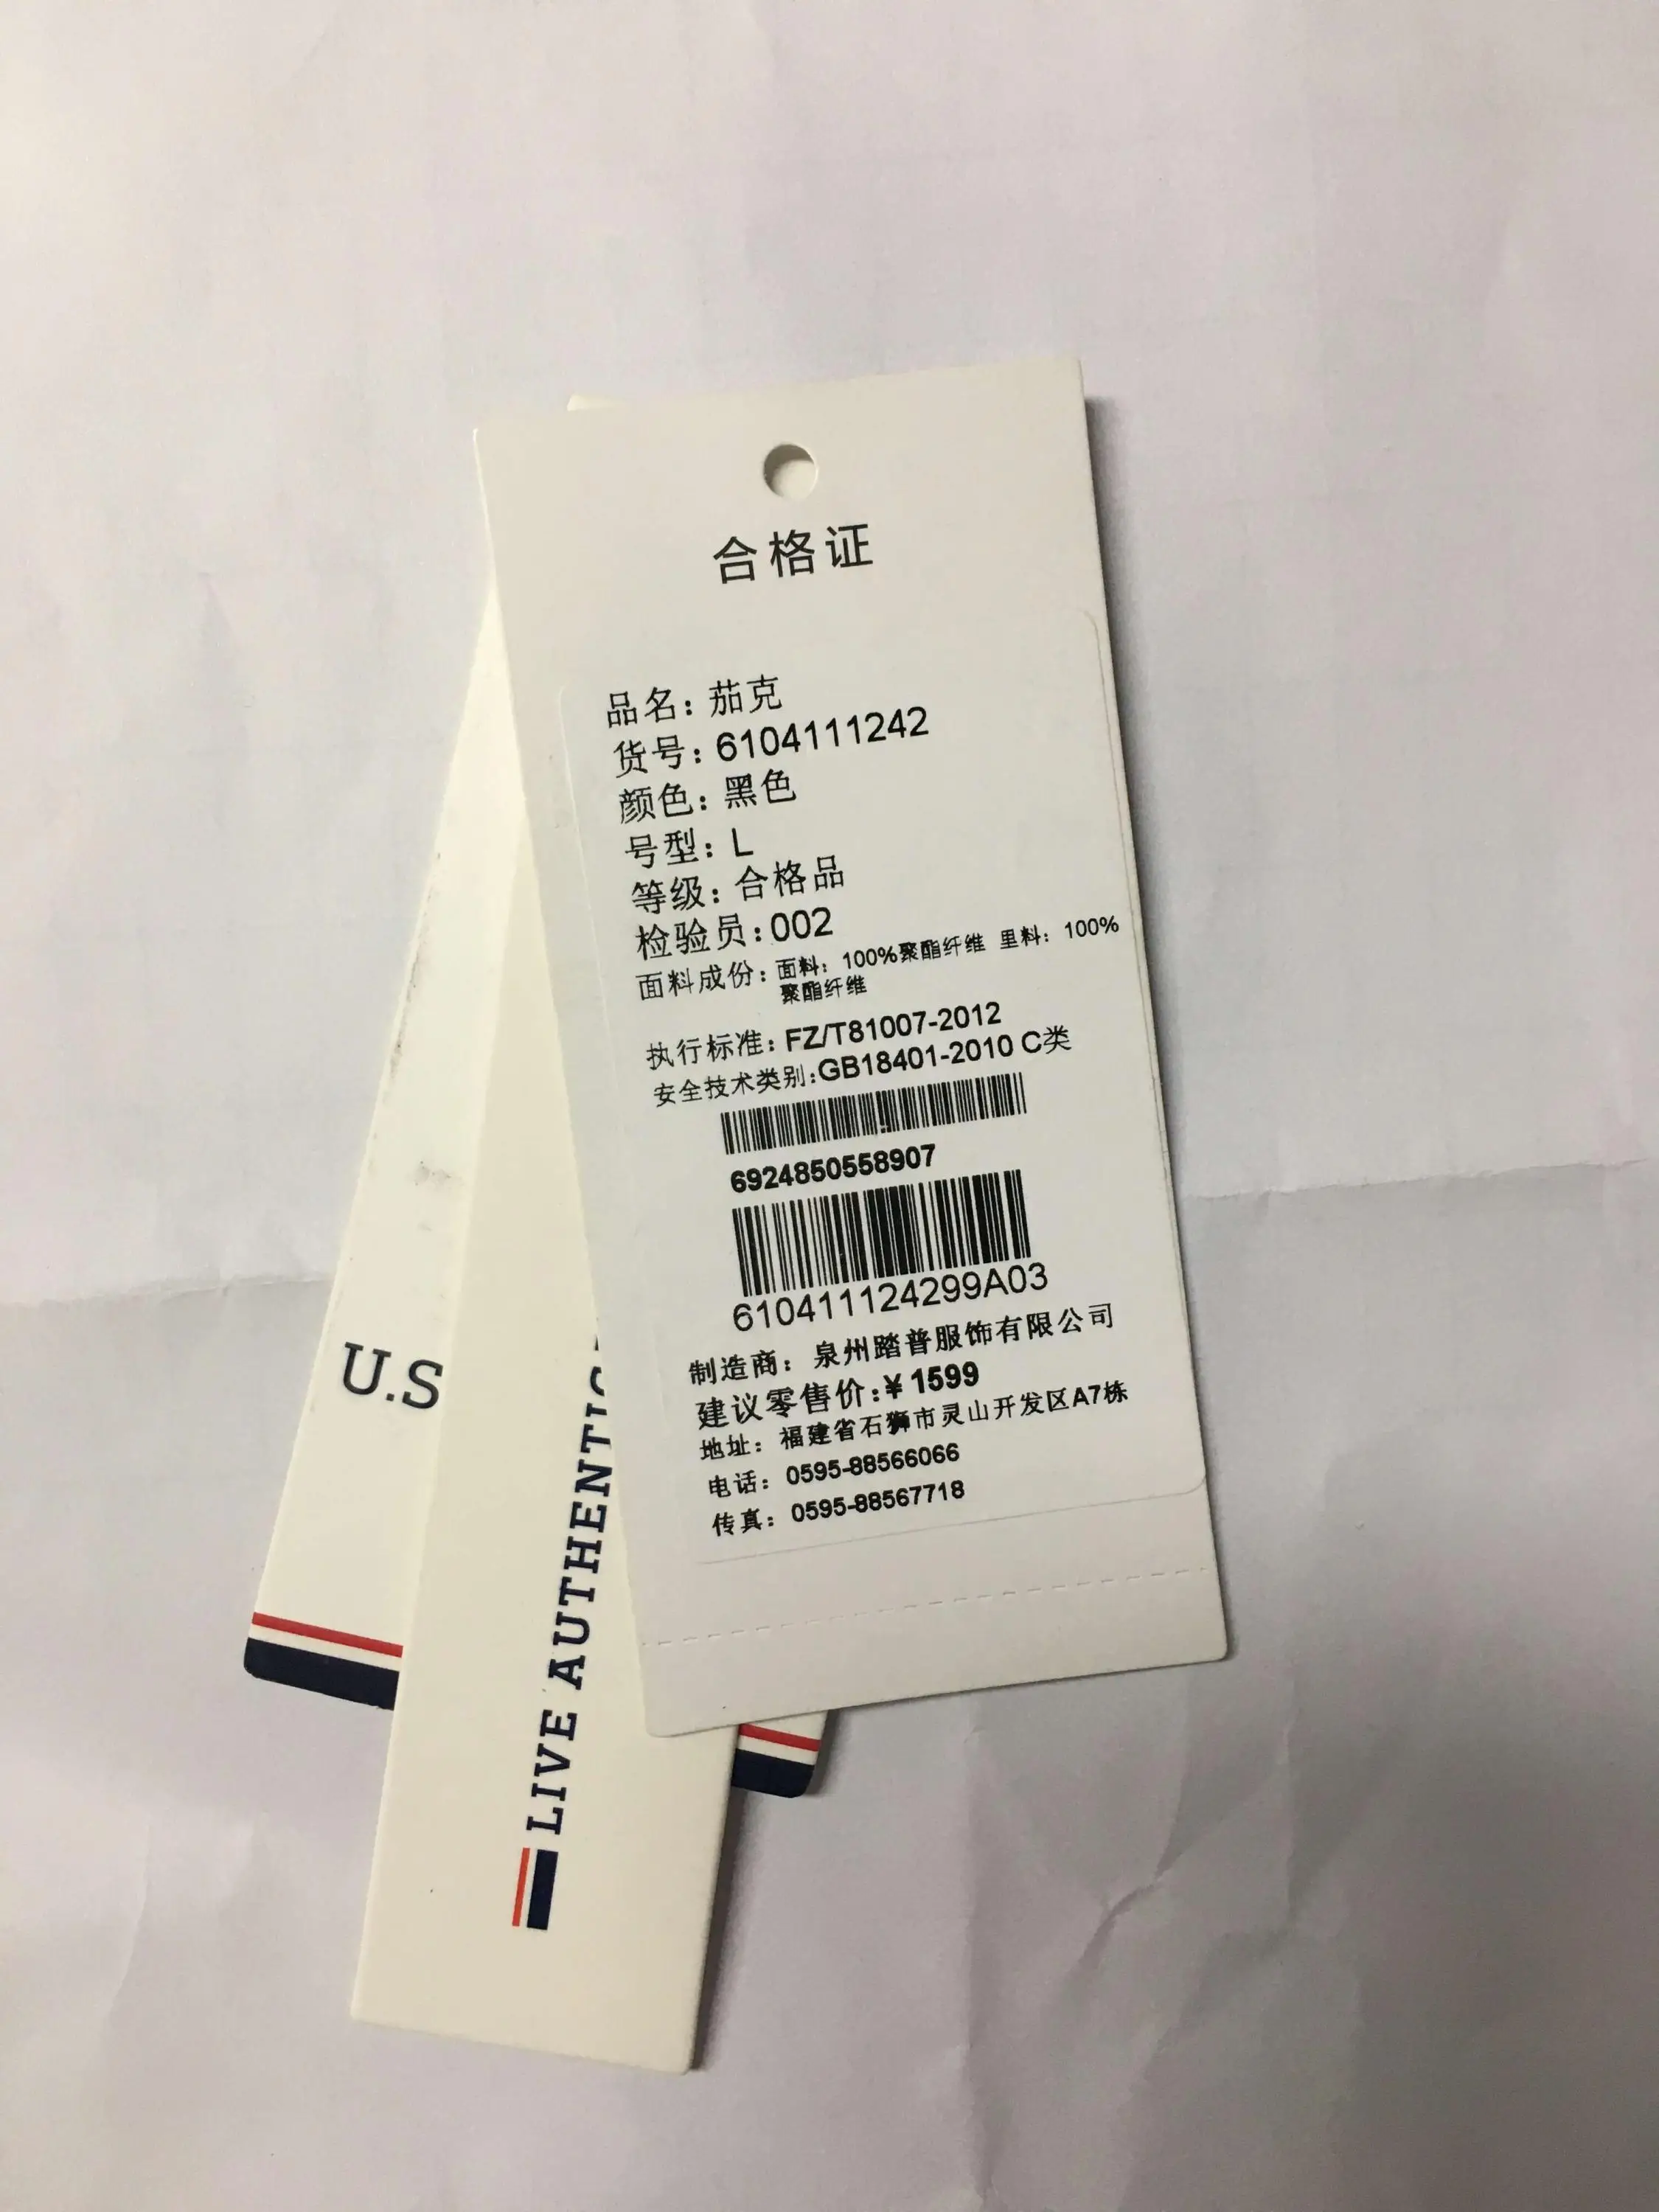 合格证
品名: 茄克
货号: 6104111242
颜色: 黑色
号型: L
等级: 合格品
检验员:002
面料成份: 面料: 100%聚酯纤维 里料: 100%
聚酯纤维
执行标准: FZ/T81007-2012
安全技术类别:GB18401-2010 C类
6924850558907
610411124299A03
制造商: 泉州踏普服饰有限公司
建议零售价:¥1599
地址: 福建省石狮市灵山开发区A7栋
电话: 0595-88566066
传真: 0595-88567718
U.S
LIVE AUTHENTIC